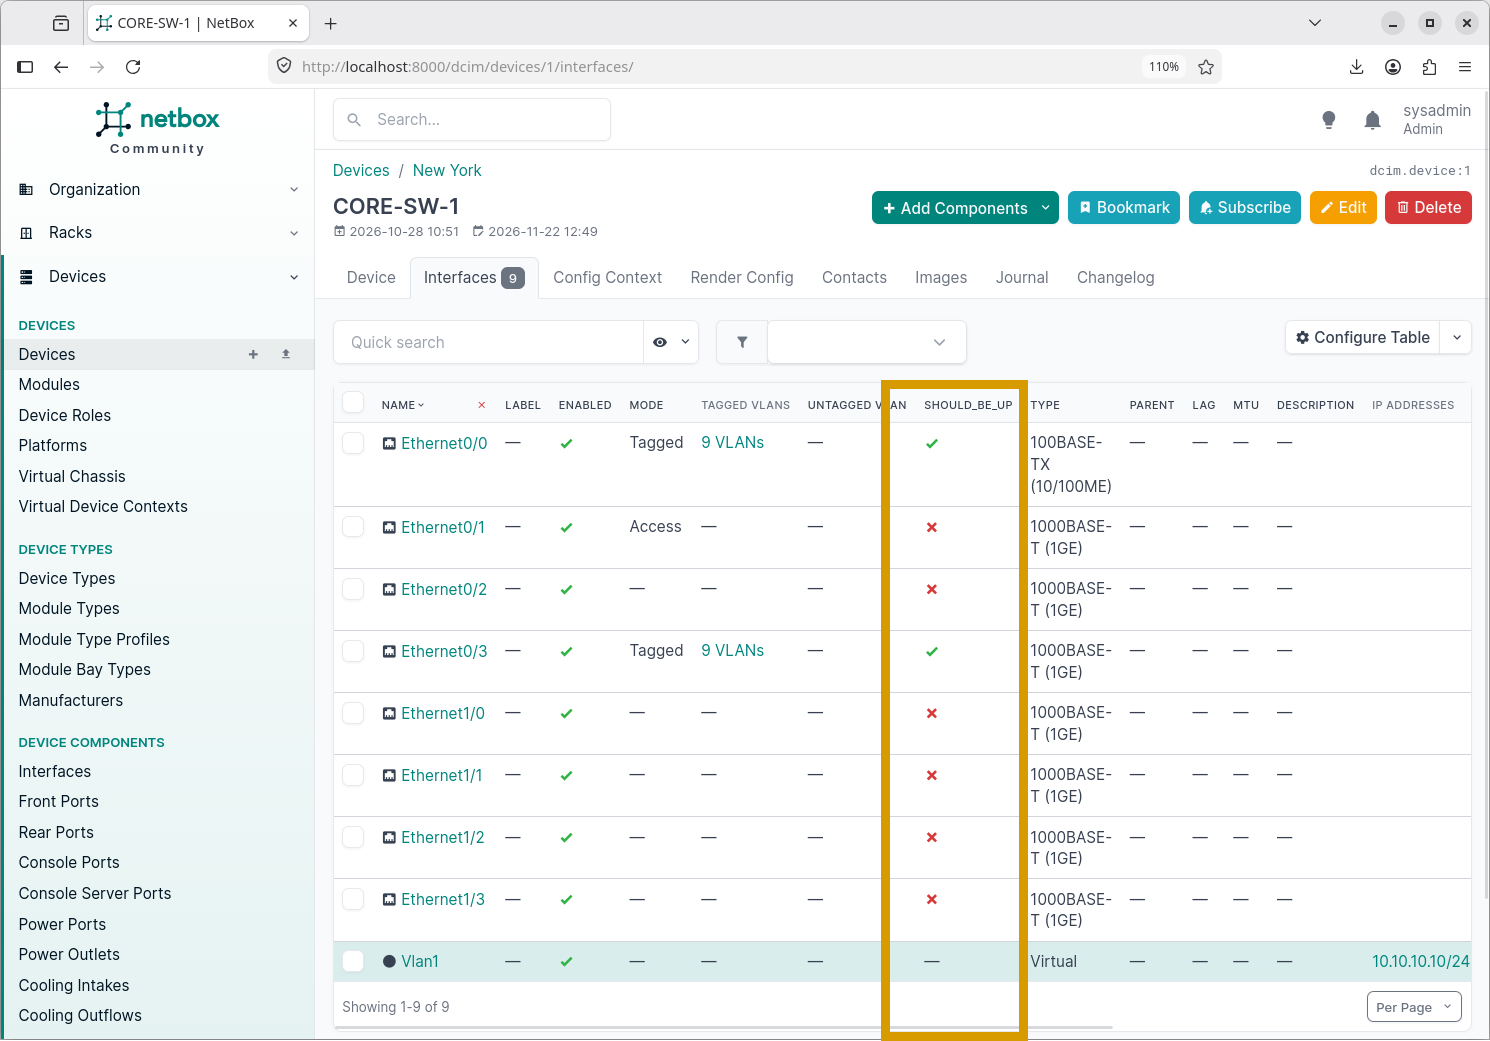 CORE-SW-1 | NetBox
http://localhost:8000/dcim/devices/1/interfaces/
110%
netbox
Community
Search...
sysadmin
Admin
Organization
Racks
Devices
DEVICES
Devices
Modules
Device Roles
Platforms
Virtual Chassis
Virtual Device Contexts
DEVICE TYPES
Device Types
Module Types
Module Type Profiles
Module Bay Types
Manufacturers
DEVICE COMPONENTS
Interfaces
Front Ports
Rear Ports
Console Ports
Console Server Ports
Power Ports
Power Outlets
Cooling Intakes
Cooling Outflows
Devices / New York
dcim.device:1
CORE-SW-1
Add Components Bookmark Subscribe Edit Delete
2026-10-28 10:51 2026-11-22 12:49
Device Interfaces 9 Config Context Render Config Contacts Images Journal Changelog
Quick search
Configure Table
NAME LABEL ENABLED MODE TAGGED VLANS UNTAGGED VLAN SHOULD_BE_UP TYPE PARENT LAG MTU DESCRIPTION IP ADDRESSES
Ethernet0/0 — ✔ Tagged 9 VLANs — ✔ 100BASE- — — — —
TX
(10/100ME)
Ethernet0/1 — ✔ Access — — ✘ 1000BASE- — — — —
T (1GE)
Ethernet0/2 — ✔ — — — ✘ 1000BASE- — — — —
T (1GE)
Ethernet0/3 — ✔ Tagged 9 VLANs — ✔ 1000BASE- — — — —
T (1GE)
Ethernet1/0 — ✔ — — — ✘ 1000BASE- — — — —
T (1GE)
Ethernet1/1 — ✔ — — — ✘ 1000BASE- — — — —
T (1GE)
Ethernet1/2 — ✔ — — — ✘ 1000BASE- — — — —
T (1GE)
Ethernet1/3 — ✔ — — — ✘ 1000BASE- — — — —
T (1GE)
Vlan1 — ✔ — — — — Virtual — — — — 10.10.10.10/24
Showing 1-9 of 9
Per Page